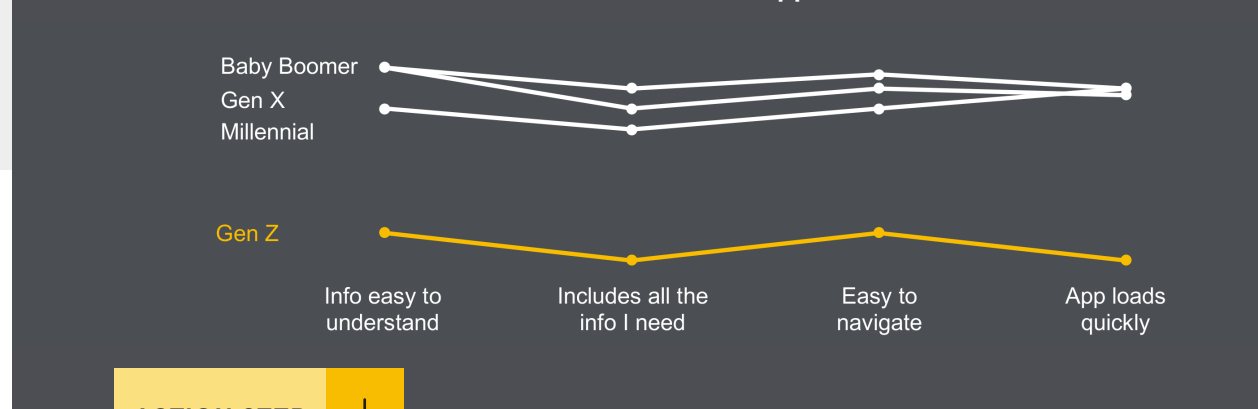 Baby Boomer
Gen X
Millennial
Gen Z
Info easy to
understand
Includes all the
info I need
Easy to
navigate
App loads
quickly